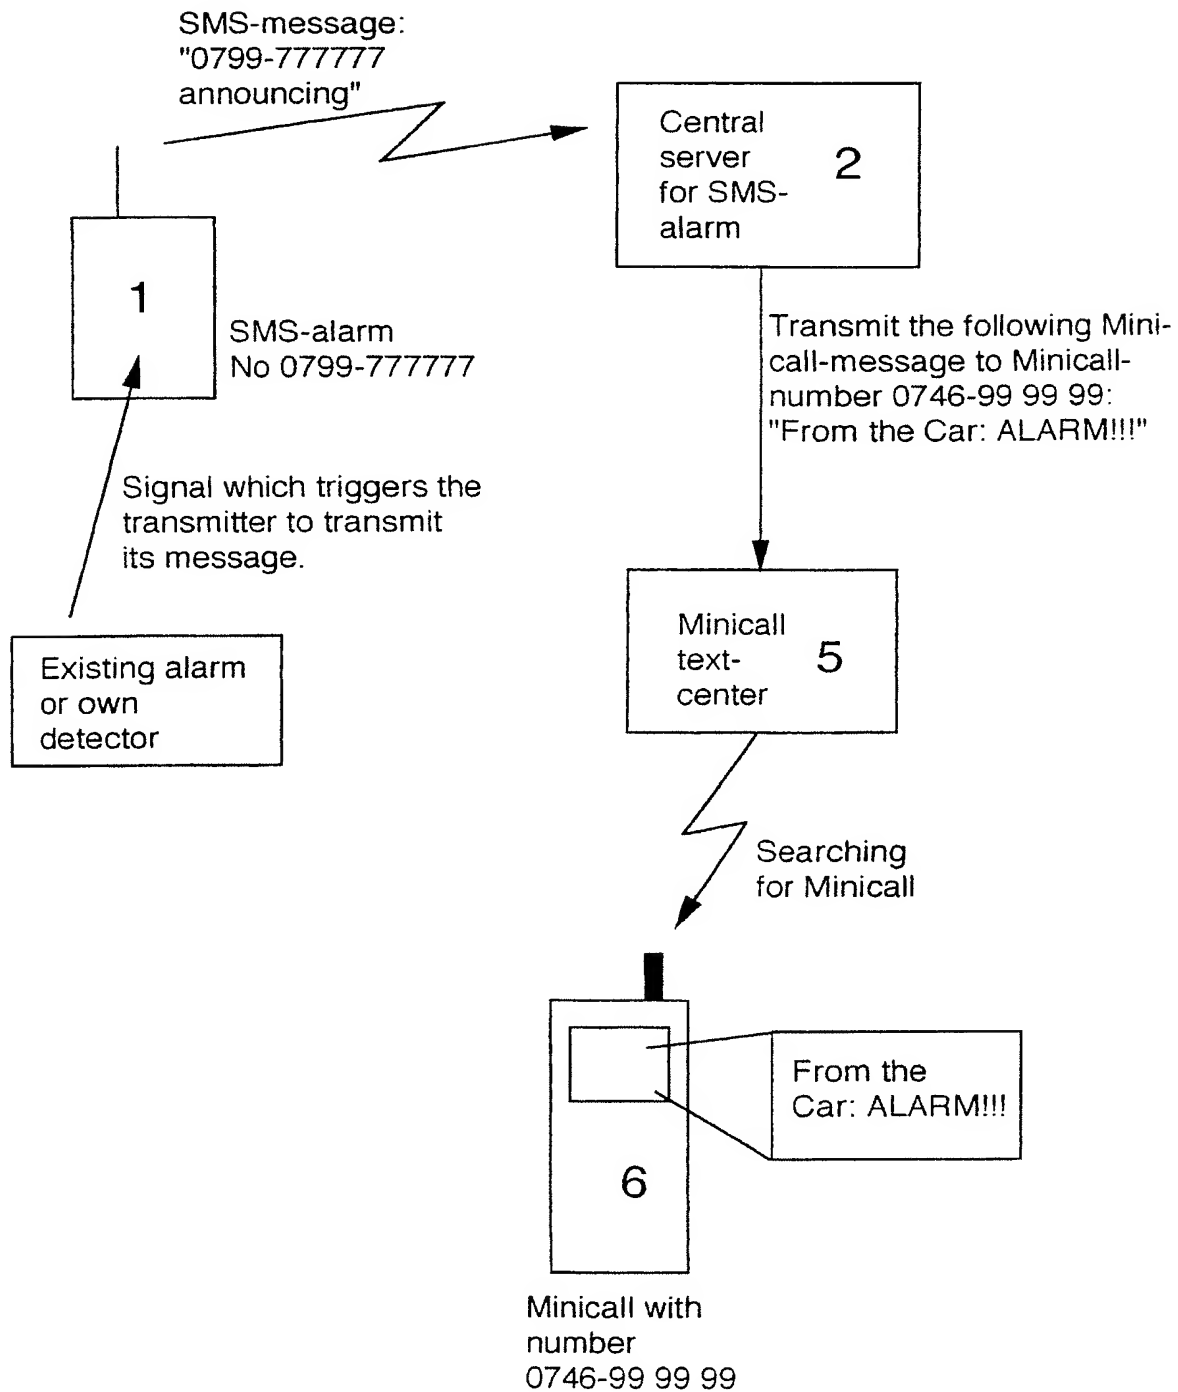 SMS-message:
"0799-777777
announcing"
Central
server
for SMS-
alarm
2
1
SMS-alarm
No 0799-777777
Transmit the following Mini-
call-message to Minicall-
number 0746-99 99 99:
"From the Car: ALARM!!!"
Signal which triggers the
transmitter to transmit
its message.
Existing alarm
or own
detector
Minicall
text-
center
5
Searching
for Minicall
From the
Car: ALARM!!!
6
Minicall with
number
0746-99 99 99